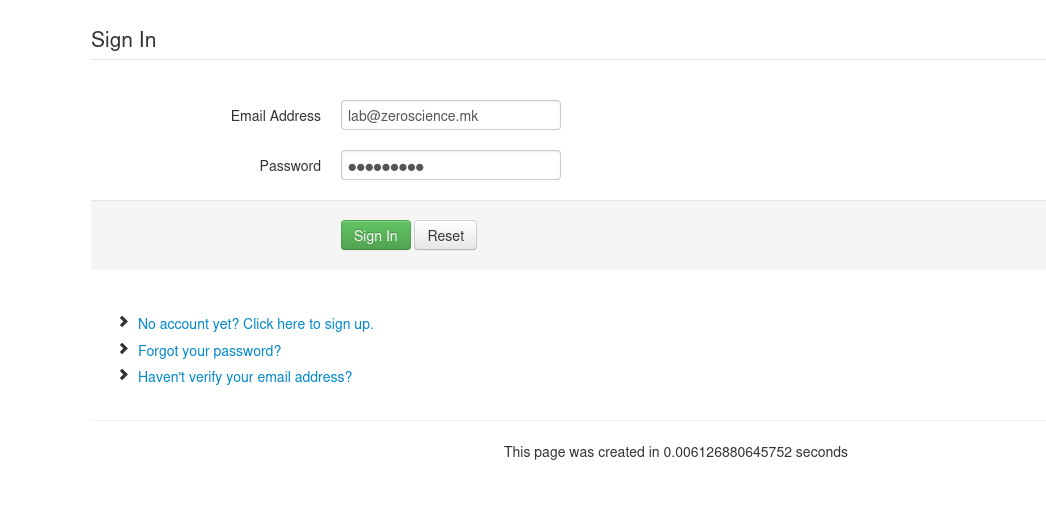 Sign In
Email Address lab@zeroscience.mk
Password ●●●●●●●●●
Sign In Reset
No account yet? Click here to sign up.
Forgot your password?
Haven't verify your email address?
This page was created in 0.006126880645752 seconds